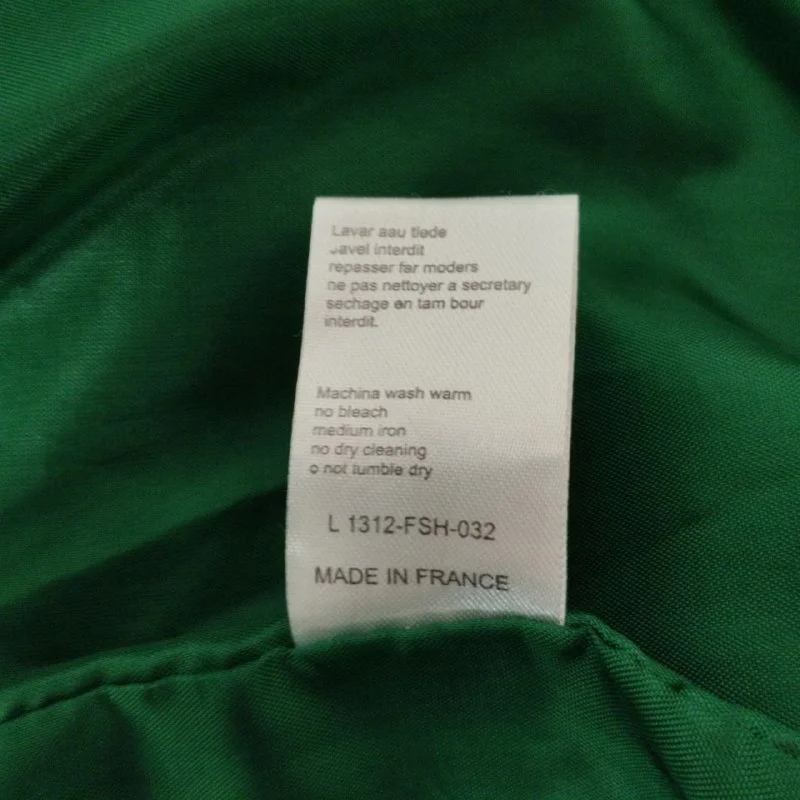 Lavar aau tiede
Javel interdit
repasser far moders
ne pas nettoyer a secretary
sechage en tam bour
interdit.
Machina wash warm
no bleach
medium iron
no dry cleaning
o not tumble dry
L 1312-FSH-032
MADE IN FRANCE